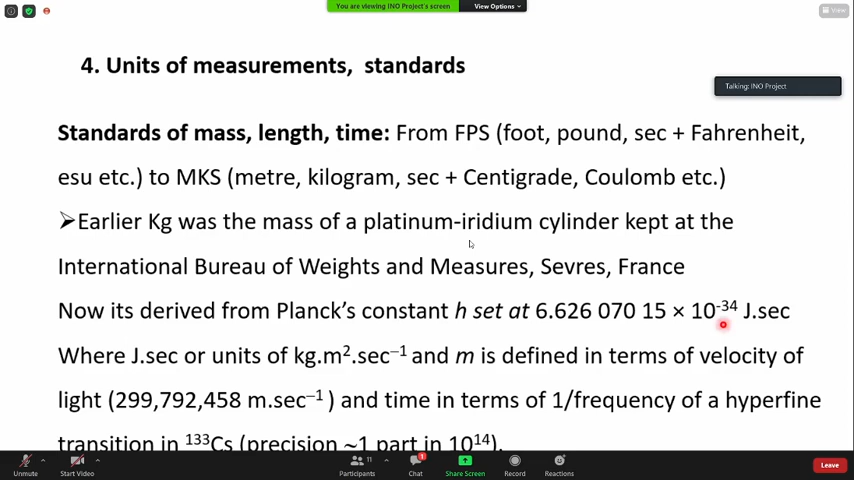 You are viewing INO Project's screen
View Options
View
4. Units of measurements, standards
Talking: INO Project
Standards of mass, length, time: From FPS (foot, pound, sec + Fahrenheit,
esu etc.) to MKS (metre, kilogram, sec + Centigrade, Coulomb etc.)
➢Earlier Kg was the mass of a platinum-iridium cylinder kept at the
International Bureau of Weights and Measures, Sevres, France
Now its derived from Planck's constant h set at 6.626 070 15 × 10⁻³⁴ J.sec
Where J.sec or units of kg.m².sec⁻¹ and m is defined in terms of velocity of
light (299,792,458 m.sec⁻¹ ) and time in terms of 1/frequency of a hyperfine
transition in ¹³³Cs (precision ~1 part in 10¹⁴).
11
1
Unmute
Start Video
Participants
Chat
Share Screen
Record
Reactions
Leave